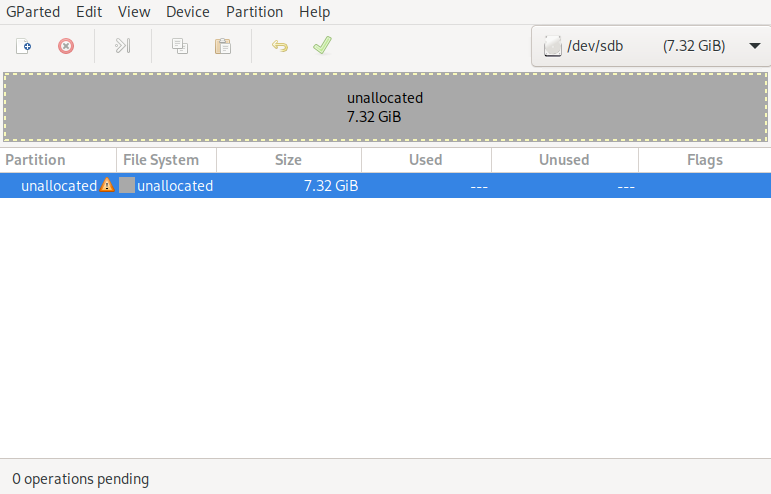 GParted Edit View Device Partition Help
/dev/sdb (7.32 GiB)
unallocated
7.32 GiB
Partition File System Size Used Unused Flags
unallocated unallocated 7.32 GiB --- ---
0 operations pending